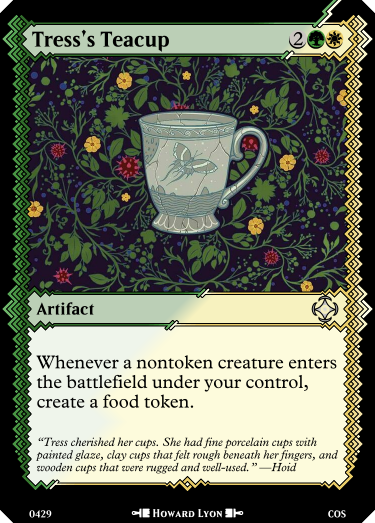 Tress's Teacup 2
Artifact
Whenever a nontoken creature enters
the battlefield under your control,
create a food token.
“Tress cherished her cups. She had fine porcelain cups with
painted glaze, clay cups that felt rough beneath her fingers, and
wooden cups that were rugged and well-used.” —Hoid
0429 Howard Lyon COS